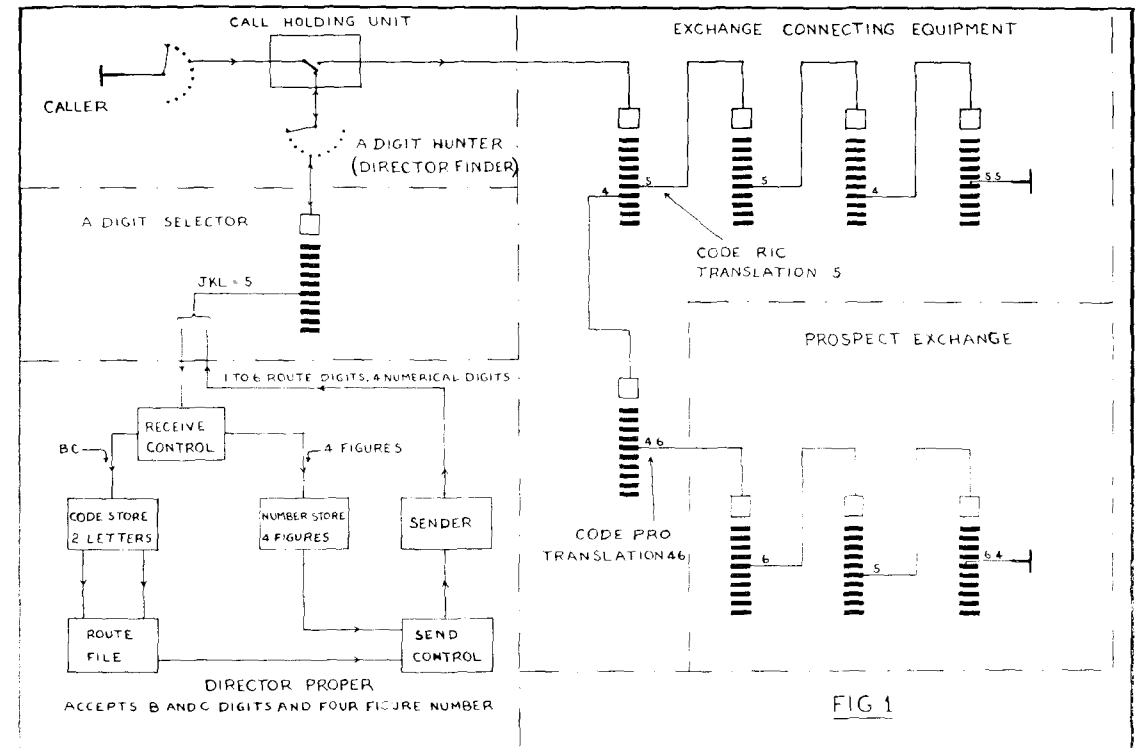 CALL HOLDING UNIT
CALLER
A DIGIT HUNTER
(DIRECTOR FINDER)
A DIGIT SELECTOR
JKL = 5
1 TO 6 ROUTE DIGITS, 4 NUMERICAL DIGITS
RECEIVE
CONTROL
BC
4 FIGURES
CODE STORE
2 LETTERS
NUMBER STORE
4 FIGURES
SENDER
ROUTE
FILE
SEND
CONTROL
DIRECTOR PROPER
ACCEPTS B AND C DIGITS AND FOUR FIGURE NUMBER
EXCHANGE CONNECTING EQUIPMENT
4
5
5
4
55
CODE RIC
TRANSLATION 5
PROSPECT EXCHANGE
46
CODE PRO
TRANSLATION 46
6
5
64
FIG 1